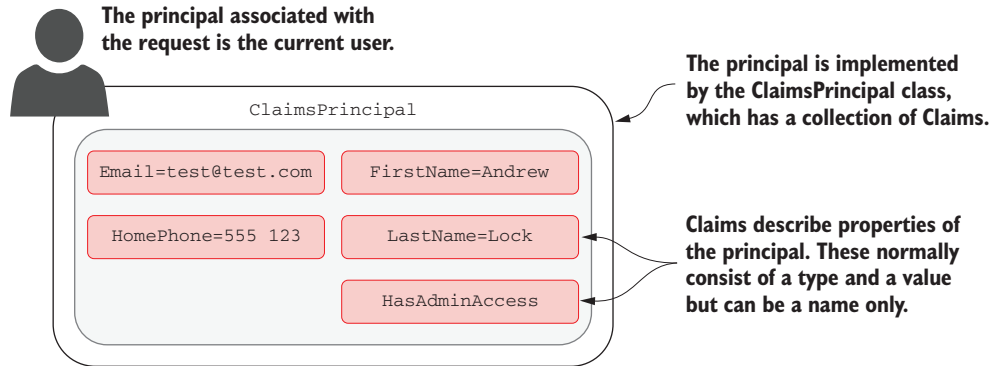 The principal associated with
the request is the current user.
The principal is implemented
by the ClaimsPrincipal class,
which has a collection of Claims.
ClaimsPrincipal
Email=test@test.com
FirstName=Andrew
HomePhone=555 123
LastName=Lock
HasAdminAccess
Claims describe properties of
the principal. These normally
consist of a type and a value
but can be a name only.